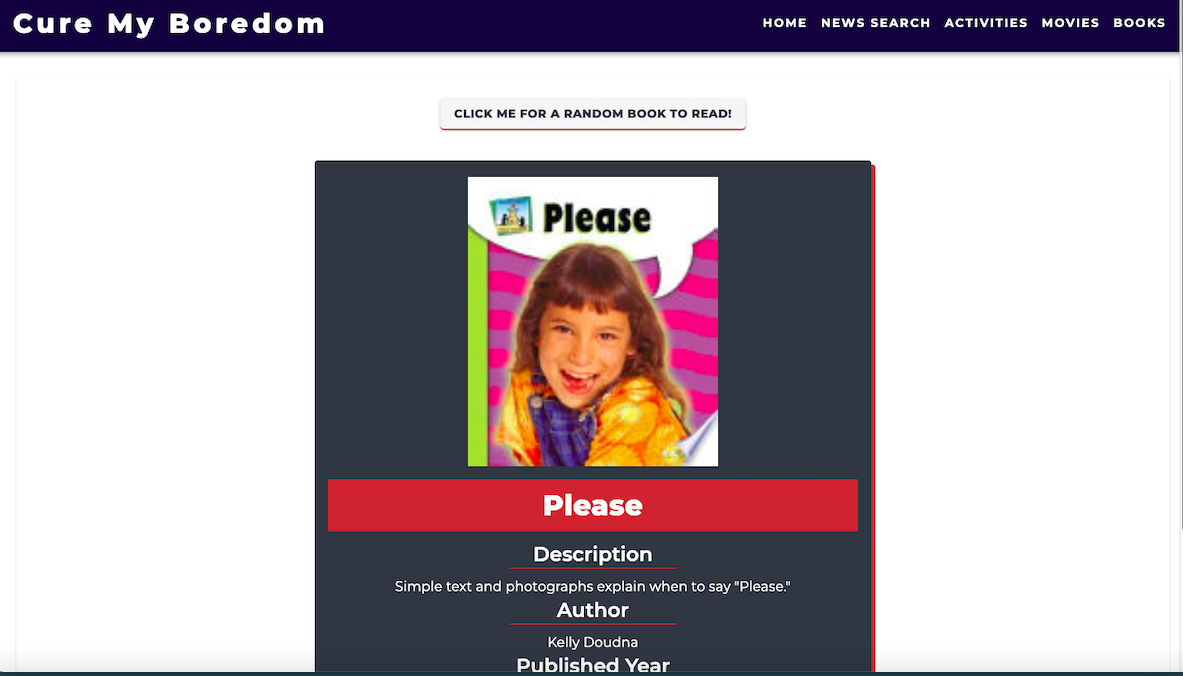 Cure My Boredom
HOME NEWS SEARCH ACTIVITIES MOVIES BOOKS
CLICK ME FOR A RANDOM BOOK TO READ!
Please
Please
Description
Simple text and photographs explain when to say "Please."
Author
Kelly Doudna
Published Year